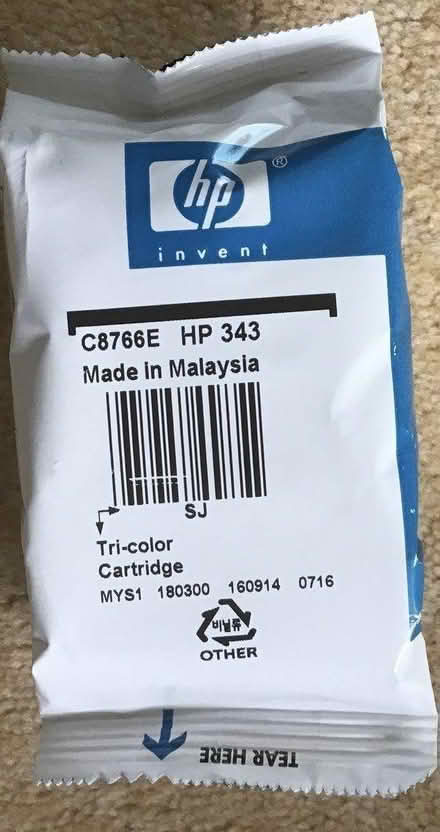 hp ®
invent
C8766E HP 343
Made in Malaysia
SJ
Tri-color
Cartridge
MYS1 180300 160914 0716
비닐류
OTHER
TEAR HERE